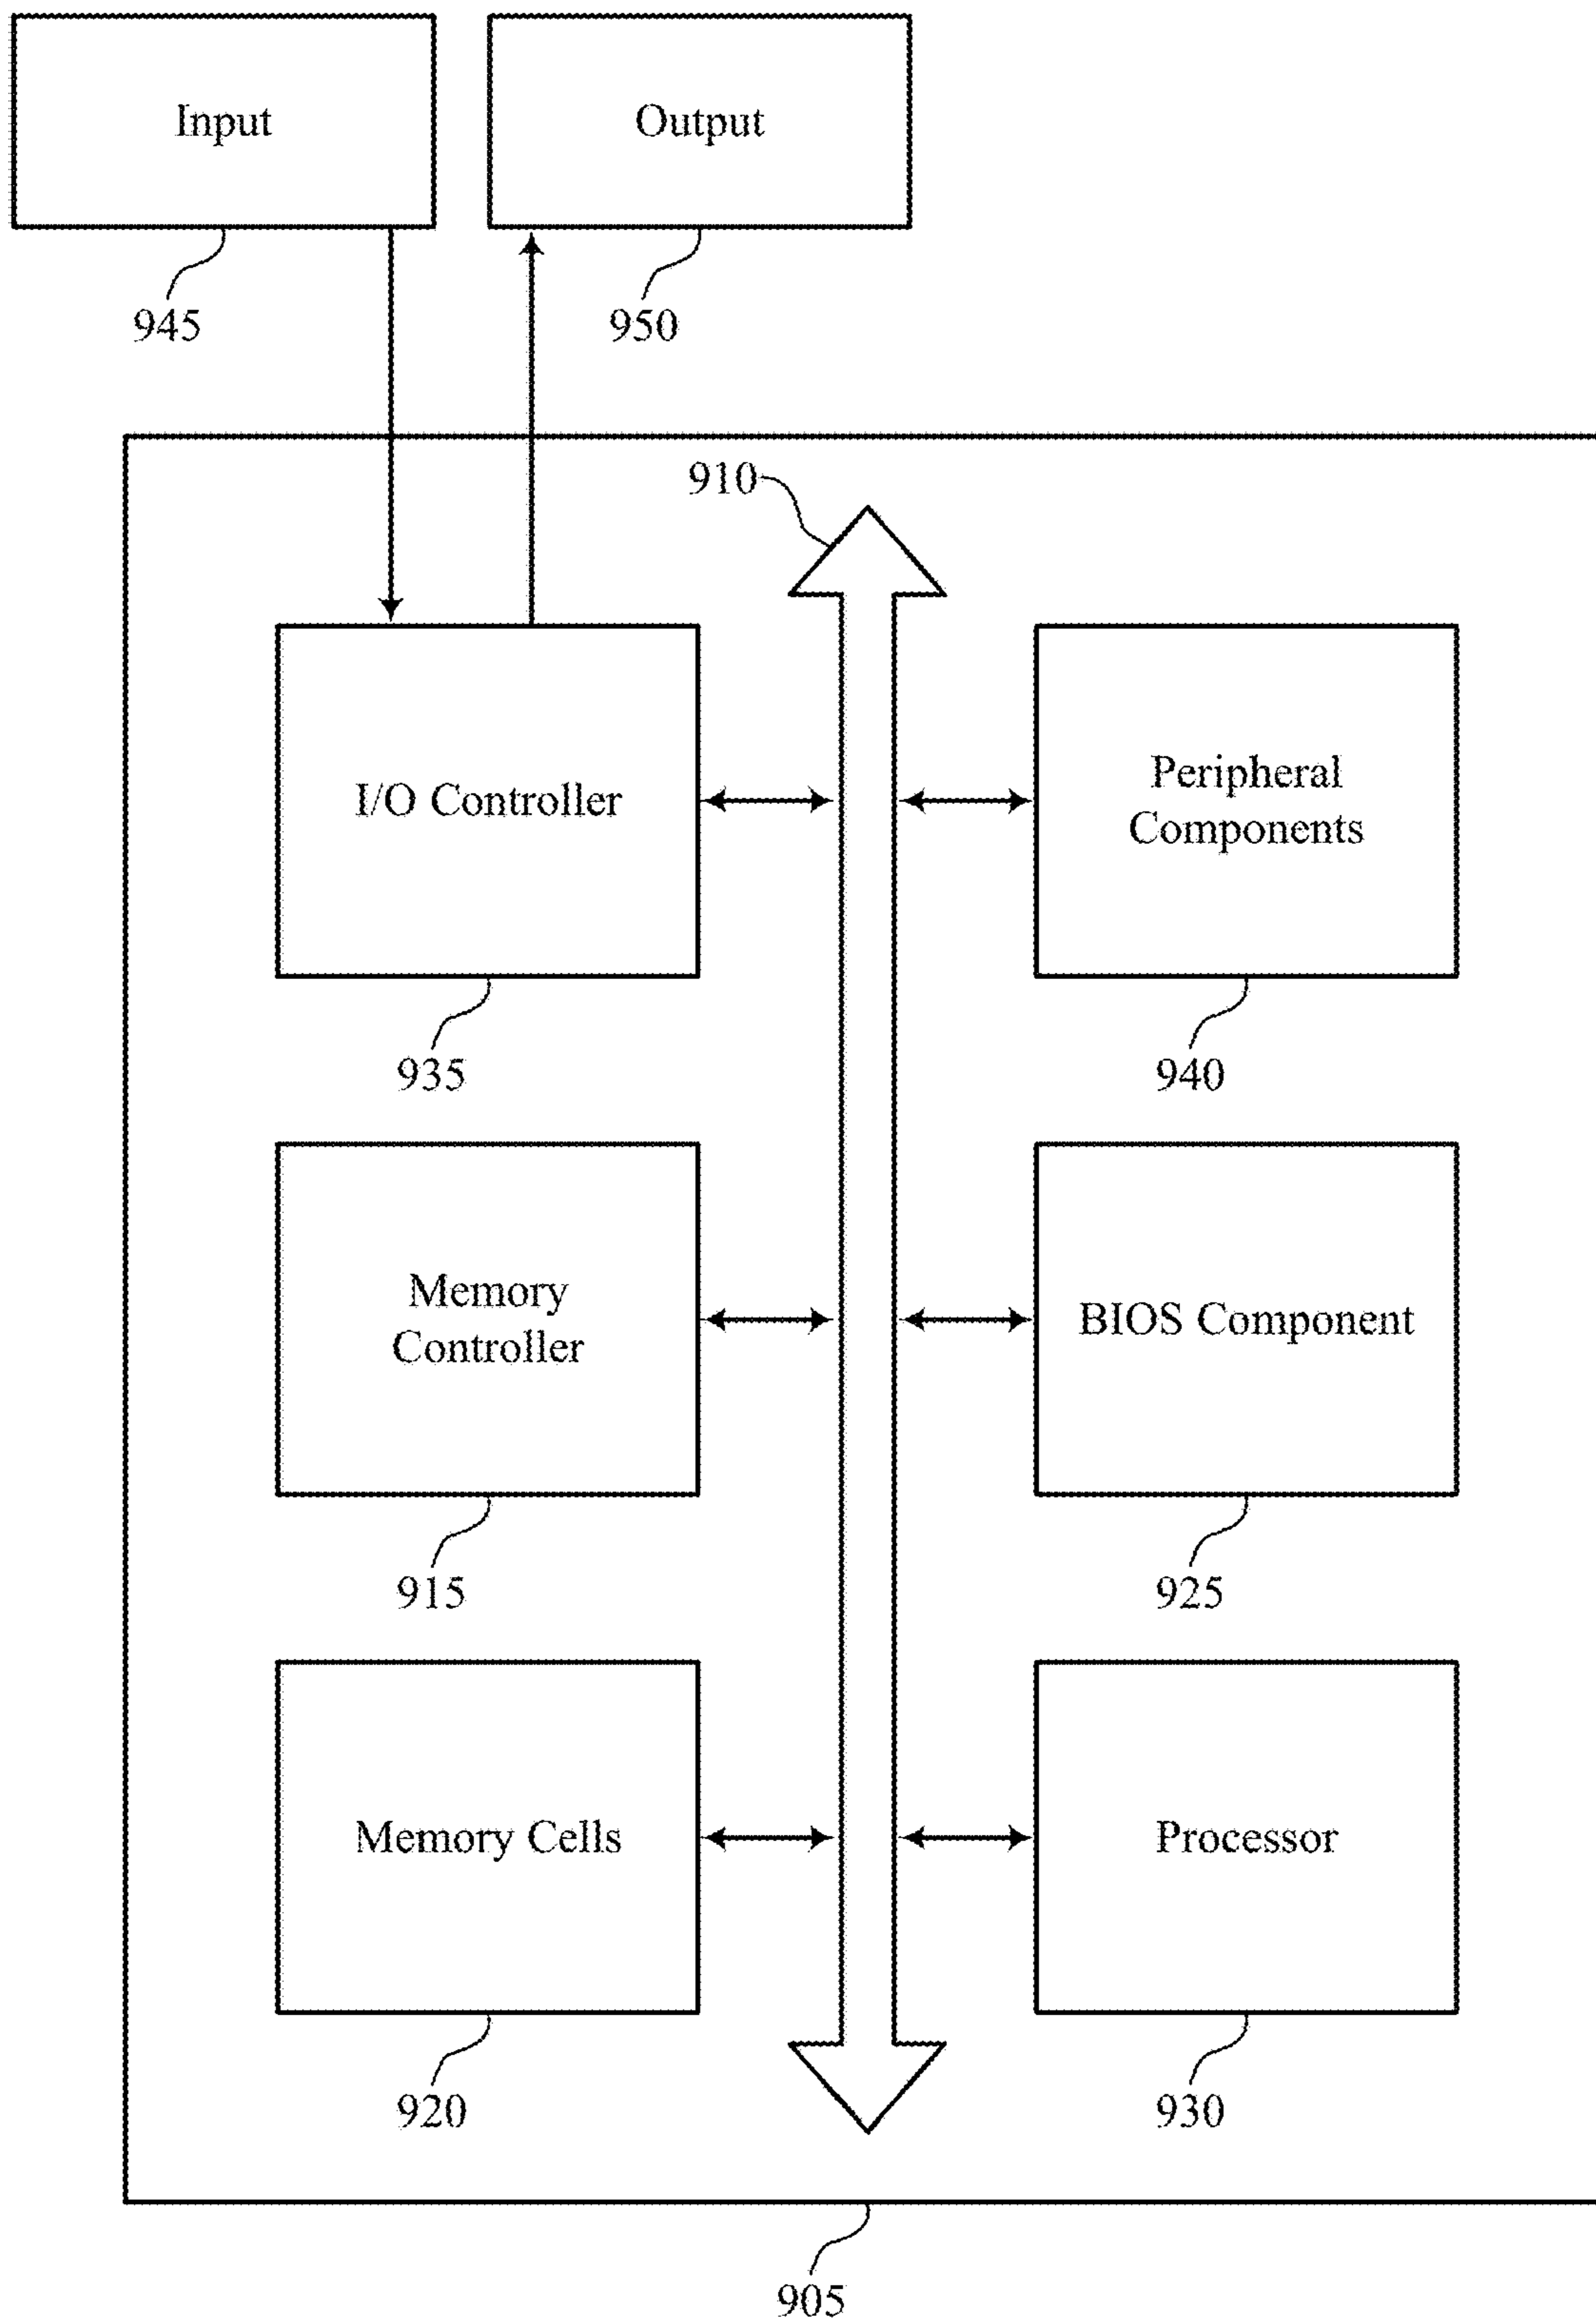 Input
Output
945
950
910
I/O Controller
Peripheral
Components
935
940
Memory
Controller
BIOS Component
915
925
Memory Cells
Processor
920
930
905